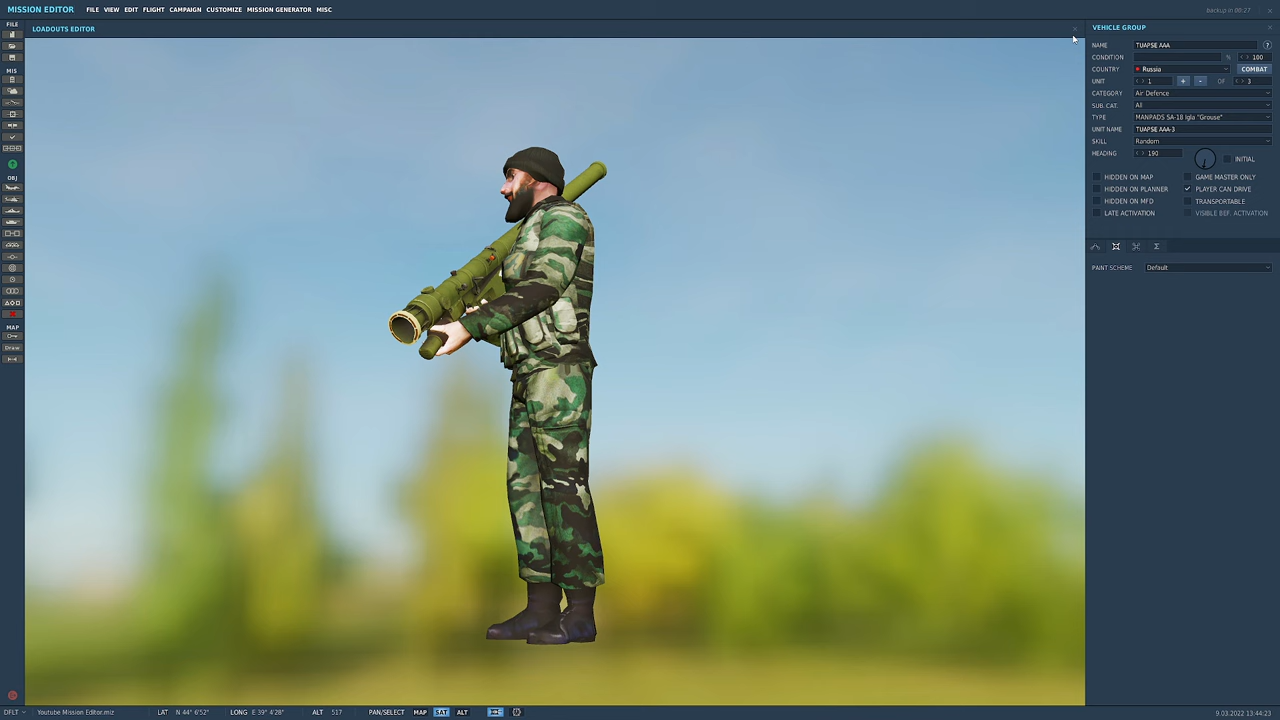 MISSION EDITOR FILE VIEW EDIT FLIGHT CAMPAIGN CUSTOMIZE MISSION GENERATOR MISC backup in 00:27
FILE
LOADOUTS EDITOR
MIS
OBJ
MAP
Draw
VEHICLE GROUP
NAME TUAPSE AAA ?
CONDITION % < > 100
COUNTRY Russia COMBAT
UNIT < > 1 + - OF < > 3
CATEGORY Air Defence
SUB. CAT. All
TYPE MANPADS SA-18 Igla "Grouse"
UNIT NAME TUAPSE AAA-3
SKILL Random
HEADING < > 190 INITIAL
HIDDEN ON MAP GAME MASTER ONLY
HIDDEN ON PLANNER PLAYER CAN DRIVE
HIDDEN ON MFD TRANSPORTABLE
LATE ACTIVATION VISIBLE BEF. ACTIVATION
Σ
PAINT SCHEME Default
DFLT Youtube Mission Editor.miz LAT N 44° 6'52" LONG E 39° 4'28" ALT 517 PAN/SELECT MAP SAT ALT 9 03.2022 13:44:23